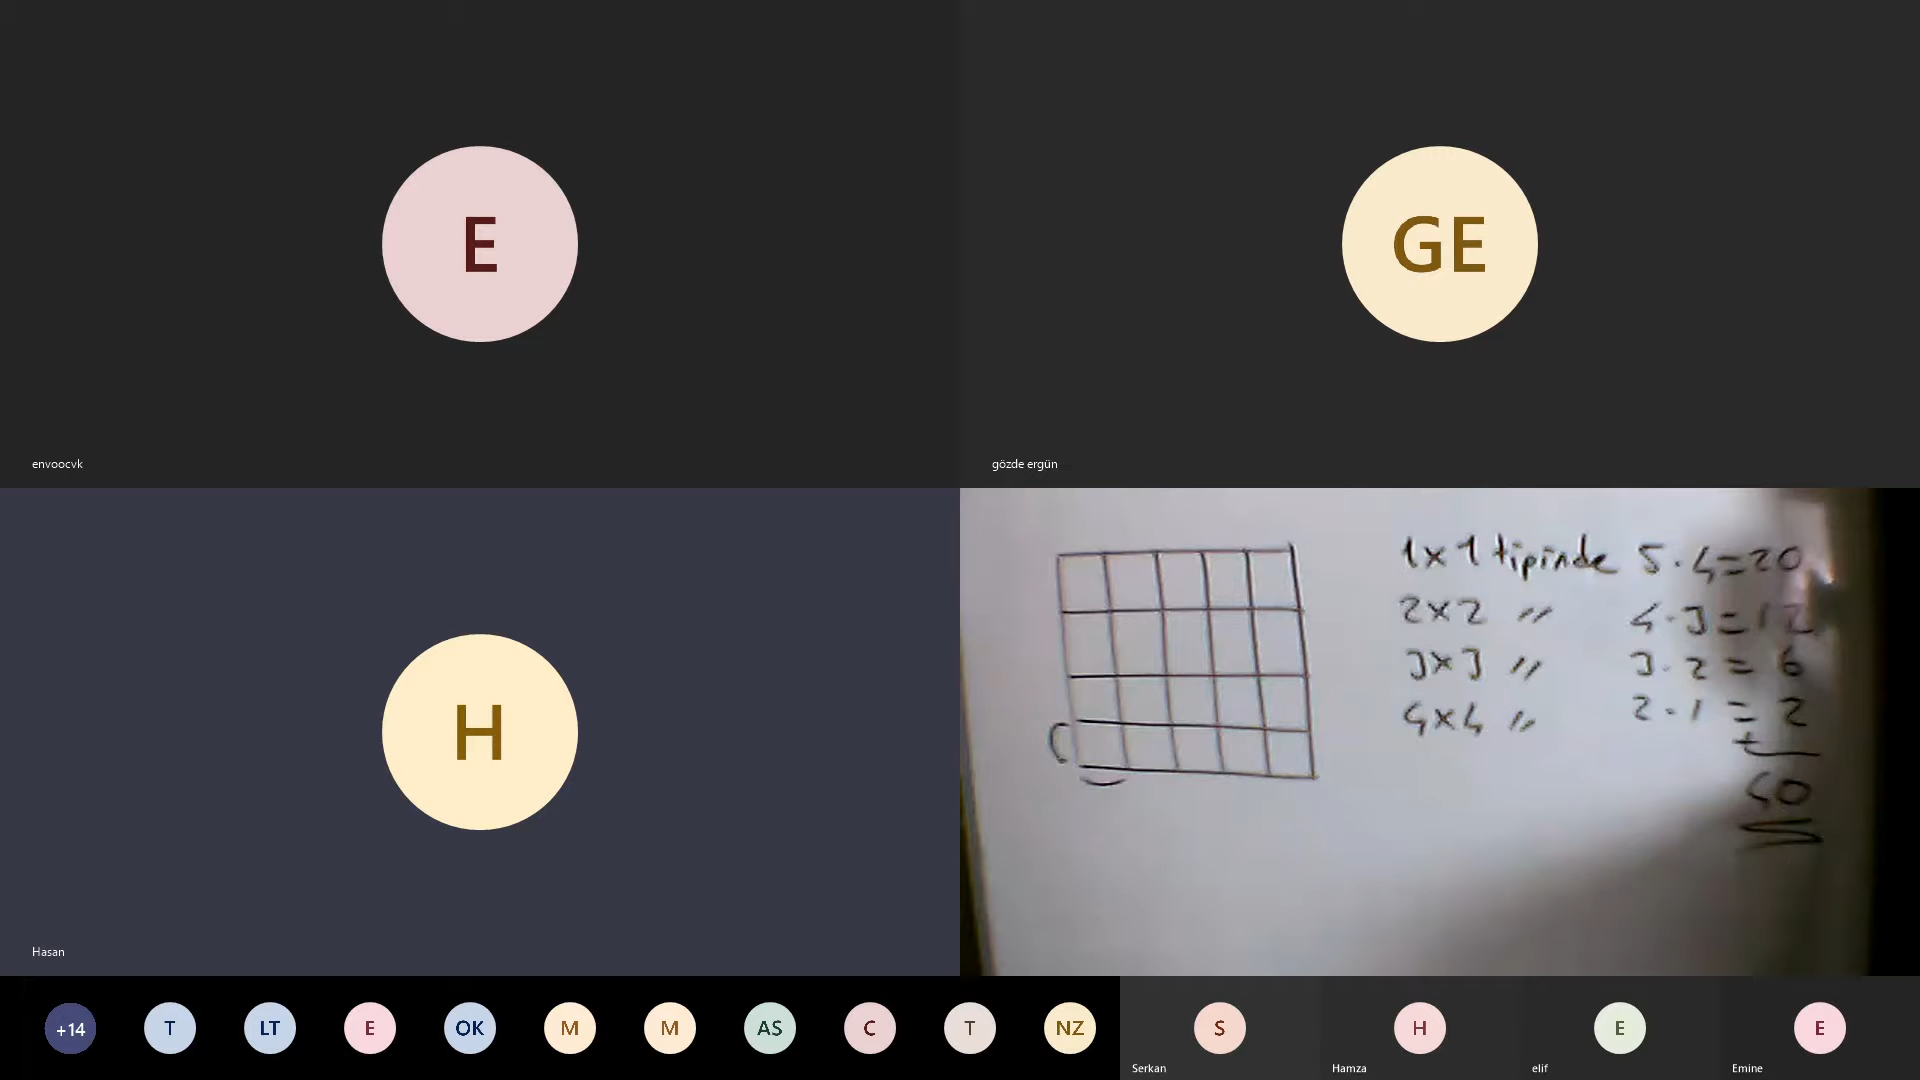 E
GE
envoocvk
gözde ergün
H
Hasan
1x1 tipinde 5.4=20
2x2 〃 4.3=12
3x3 〃 3.2=6
4x4 〃 2.1=2
+
40
+14
T
LT
E
OK
M
M
AS
C
T
NZ
S
H
E
E
Serkan
Hamza
elif
Emine